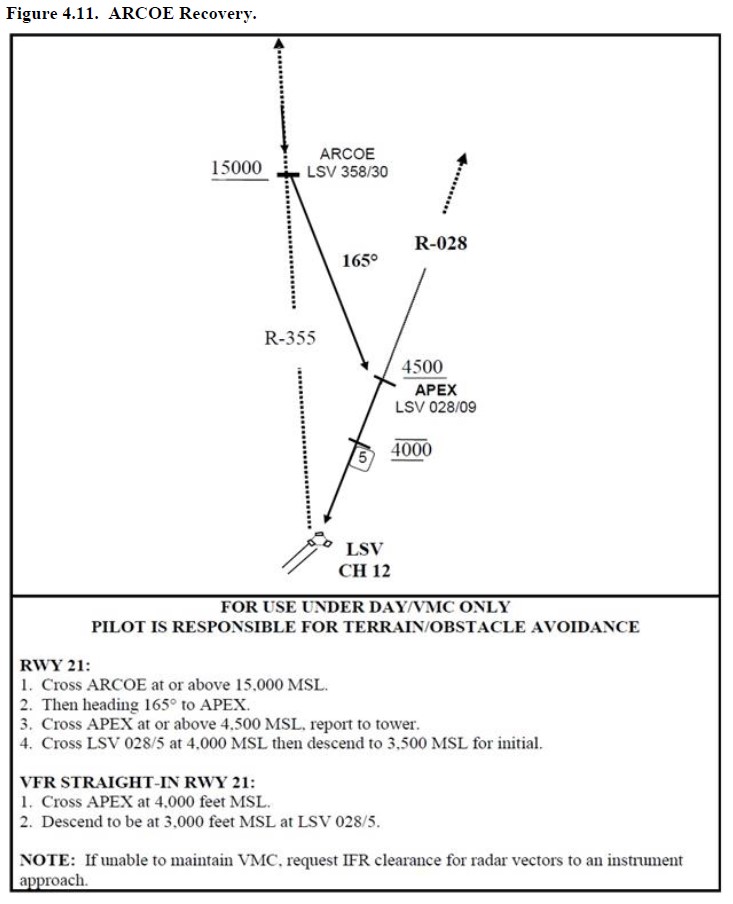 Figure 4.11.  ARCOE Recovery.
ARCOE
15000
LSV 358/30
R-028
165°
R-355
4500
APEX
LSV 028/09
4000
5
LSV
CH 12
FOR USE UNDER DAY/VMC ONLY
PILOT IS RESPONSIBLE FOR TERRAIN/OBSTACLE AVOIDANCE
RWY 21:
1.  Cross ARCOE at or above 15,000 MSL.
2.  Then heading 165° to APEX.
3.  Cross APEX at or above 4,500 MSL, report to tower.
4.  Cross LSV 028/5 at 4,000 MSL then descend to 3,500 MSL for initial.
VFR STRAIGHT-IN RWY 21:
1.  Cross APEX at 4,000 feet MSL.
2.  Descend to be at 3,000 feet MSL at LSV 028/5.
NOTE:  If unable to maintain VMC, request IFR clearance for radar vectors to an instrument
approach.